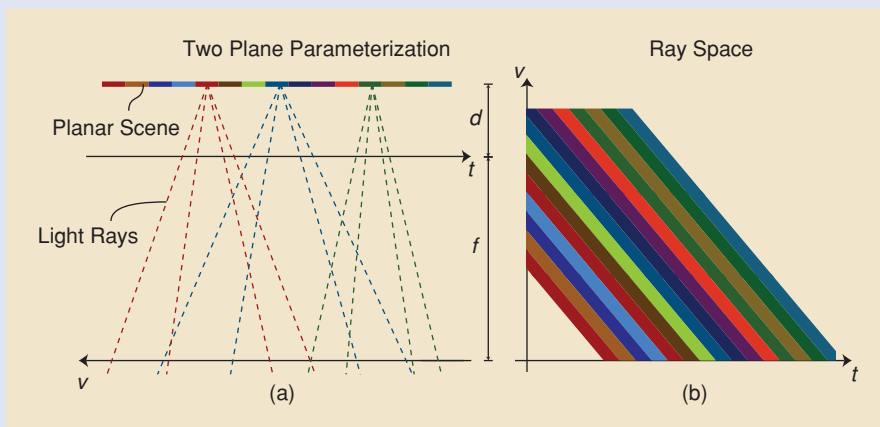 Two Plane Parameterization
Planar Scene
t
Light Rays
v
(a)
d
f
Ray Space
v
t
(b)